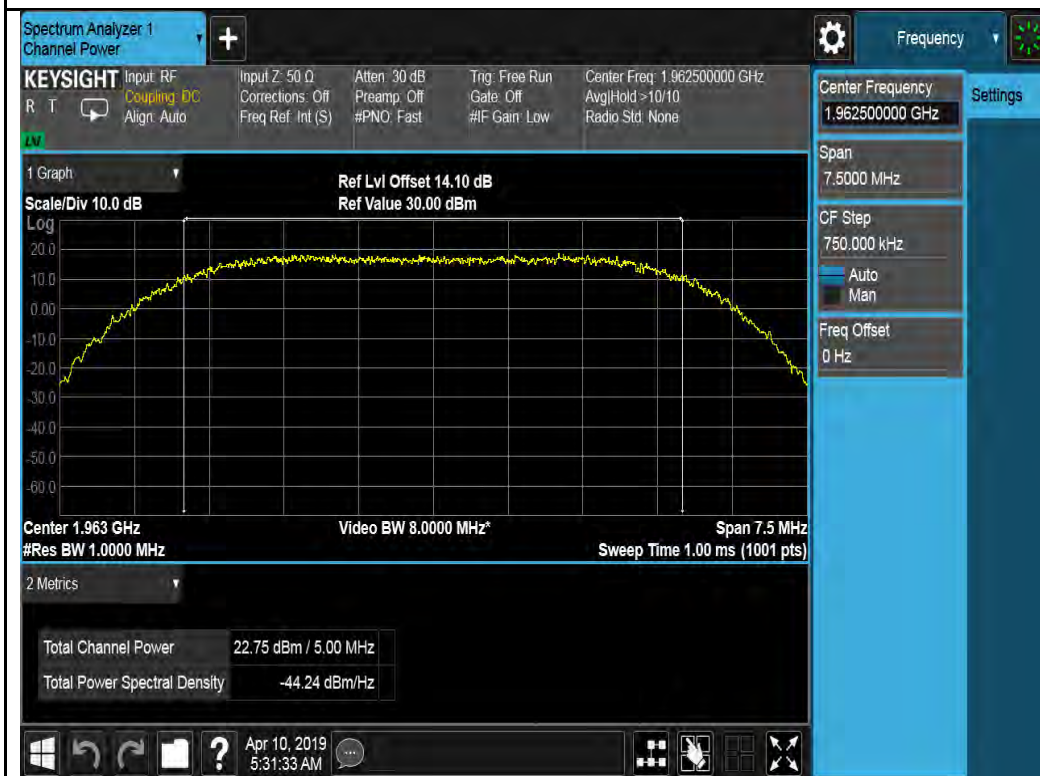 Spectrum Analyzer 1
Channel Power
+
Frequency
KEYSIGHT
R T
LNI
Input: RF
Coupling: DC
Align: Auto
Input Z: 50 Ω
Corrections: Off
Freq Ref: Int (S)
Atten: 30 dB
Preamp: Off
#PNO: Fast
Trig: Free Run
Gate: Off
#IF Gain: Low
Center Freq: 1.962500000 GHz
Avg|Hold >10/10
Radio Std: None
Center Frequency
1.962500000 GHz
Settings
Span
7.5000 MHz
CF Step
750.000 kHz
Auto
Man
Freq Offset
0 Hz
1 Graph
Scale/Div 10.0 dB
Ref Lvl Offset 14.10 dB
Ref Value 30.00 dBm
Log
20.0
10.0
0.00
-10.0
-20.0
-30.0
-40.0
-50.0
-60.0
Center 1.963 GHz
#Res BW 1.0000 MHz
Video BW 8.0000 MHz*
Span 7.5 MHz
Sweep Time 1.00 ms (1001 pts)
2 Metrics
Total Channel Power 22.75 dBm / 5.00 MHz
Total Power Spectral Density -44.24 dBm/Hz
?
Apr 10, 2019
5:31:33 AM